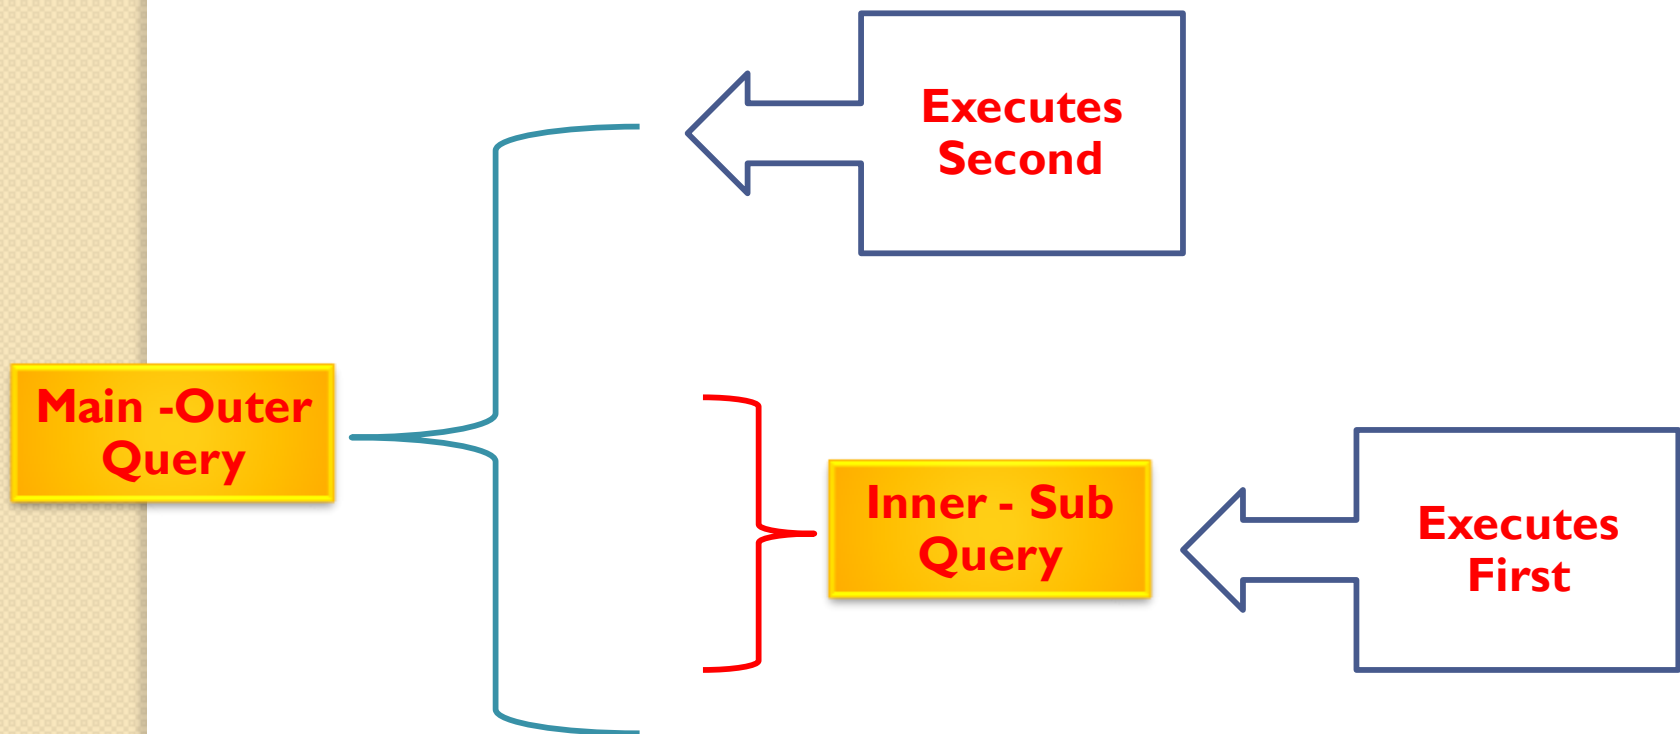 Executes
Second
Main -Outer
Query
Inner - Sub
Query
Executes
First